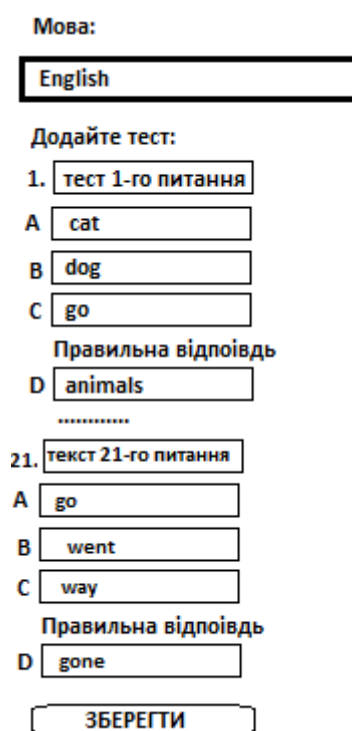 Мова:
English
Додайте тест:
1. тест 1-го питання
A cat
B dog
C go
Правильна відпоівдь
D animals
............
21. текст 21-го питання
A go
B went
C way
Правильна відпоівдь
D gone
ЗБЕРЕГТИ